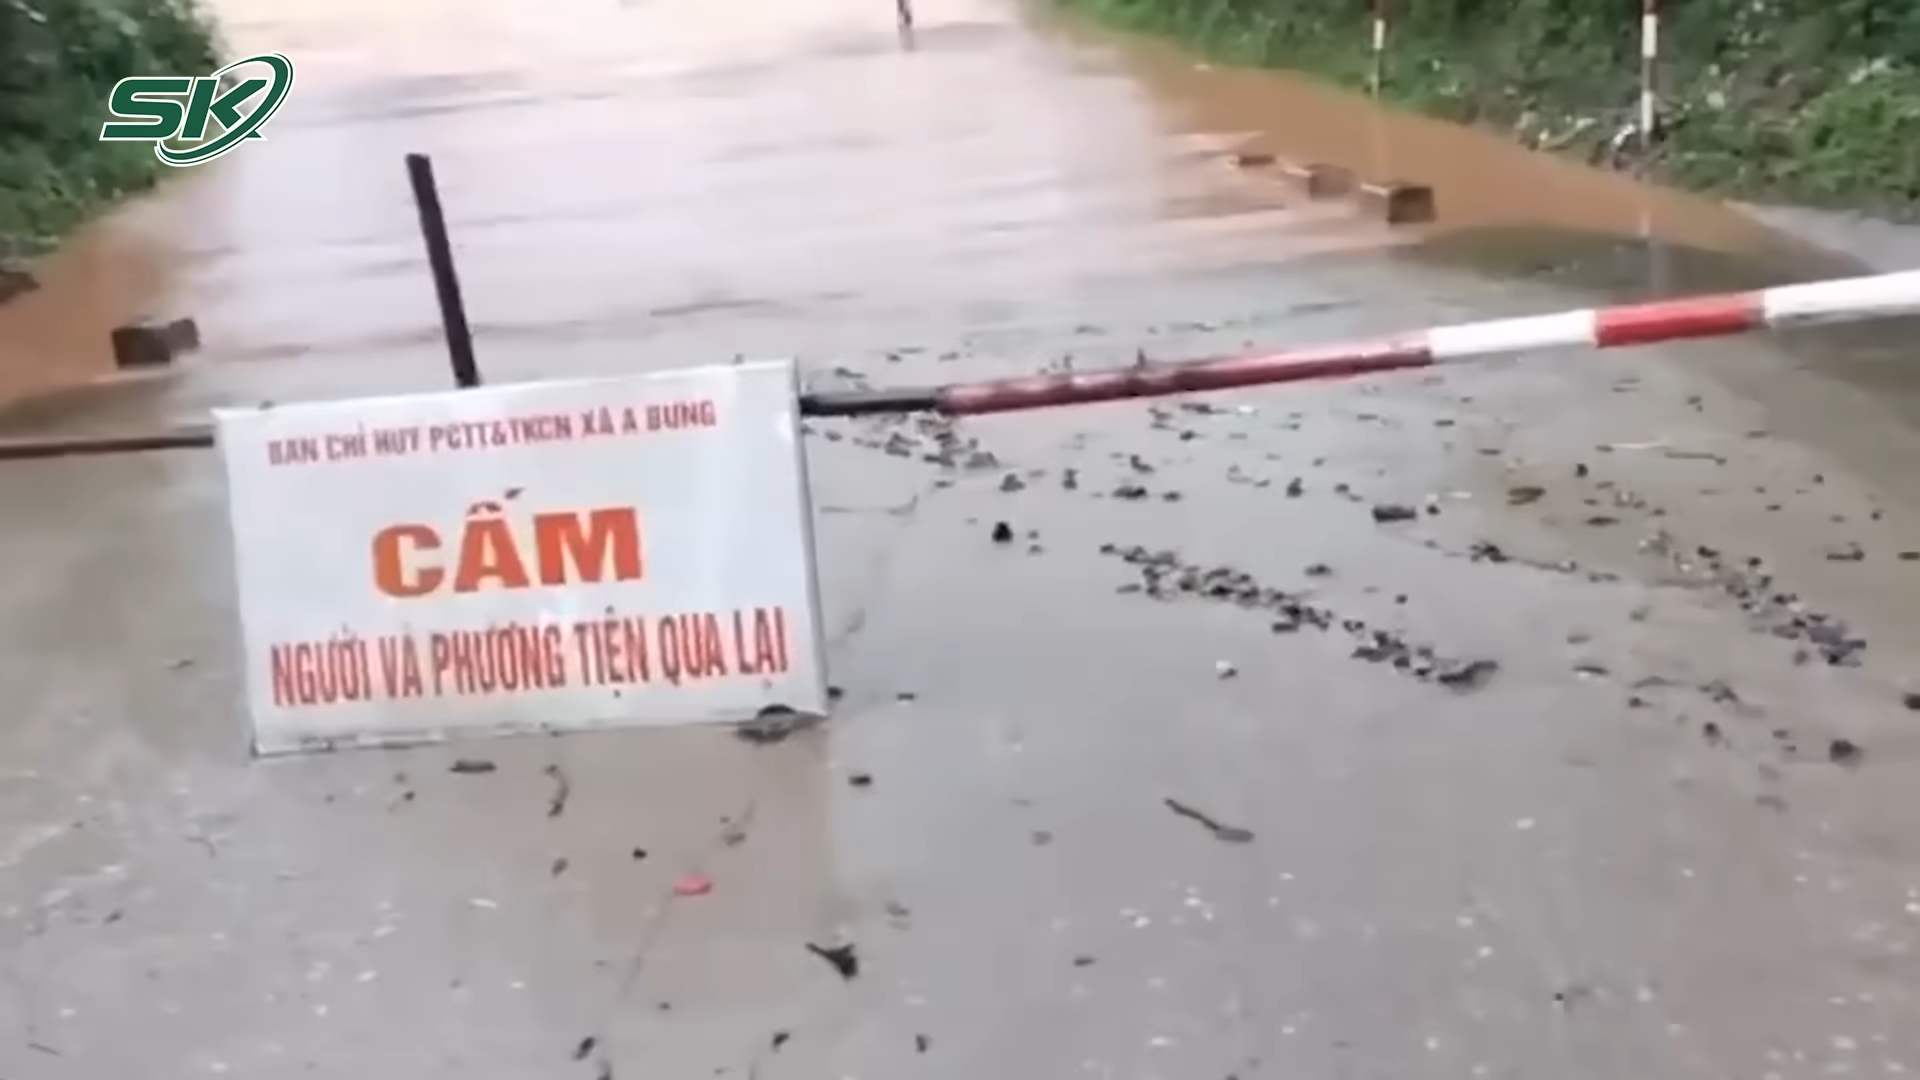 SK
BAN CHỈ HUY PCTT&TKCN XÃ A BUNG
CẤM
NGƯỜI VÀ PHƯƠNG TIỆN QUA LẠI